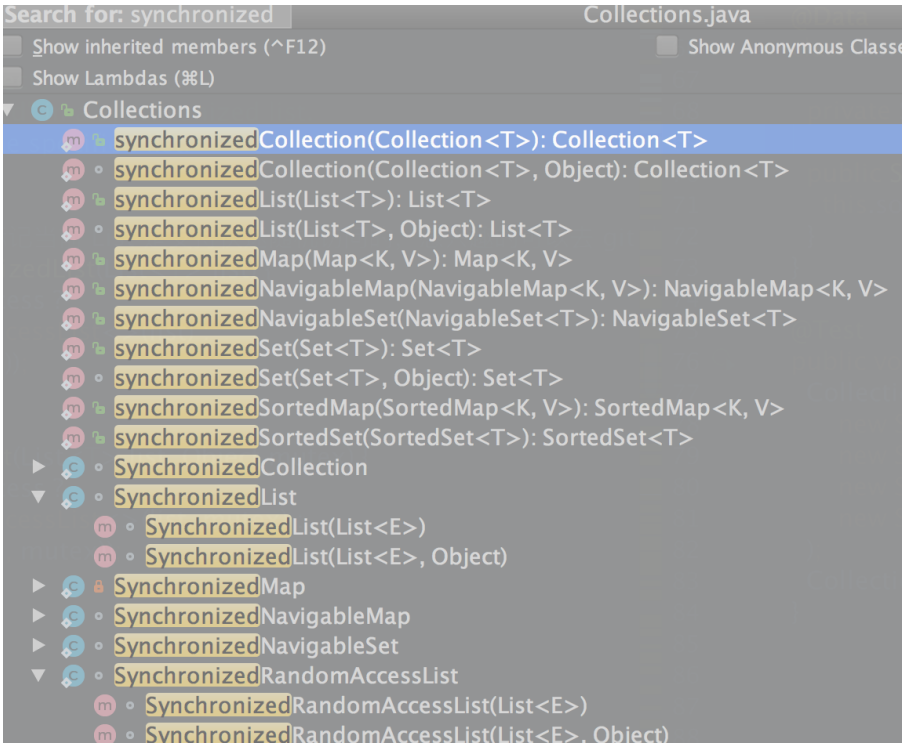 Search for: synchronized Collections.java
Show inherited members (^F12) Show Anonymous Classe
Show Lambdas (⌘L)
Collections
synchronizedCollection(Collection<T>): Collection<T>
synchronizedCollection(Collection<T>, Object): Collection<T>
synchronizedList(List<T>): List<T>
synchronizedList(List<T>, Object): List<T>
synchronizedMap(Map<K, V>): Map<K, V>
synchronizedNavigableMap(NavigableMap<K, V>): NavigableMap<K, V>
synchronizedNavigableSet(NavigableSet<T>): NavigableSet<T>
synchronizedSet(Set<T>): Set<T>
synchronizedSet(Set<T>, Object): Set<T>
synchronizedSortedMap(SortedMap<K, V>): SortedMap<K, V>
synchronizedSortedSet(SortedSet<T>): SortedSet<T>
SynchronizedCollection
SynchronizedList
SynchronizedList(List<E>)
SynchronizedList(List<E>, Object)
SynchronizedMap
SynchronizedNavigableMap
SynchronizedNavigableSet
SynchronizedRandomAccessList
SynchronizedRandomAccessList(List<E>)
SynchronizedRandomAccessList(List<E>, Object)